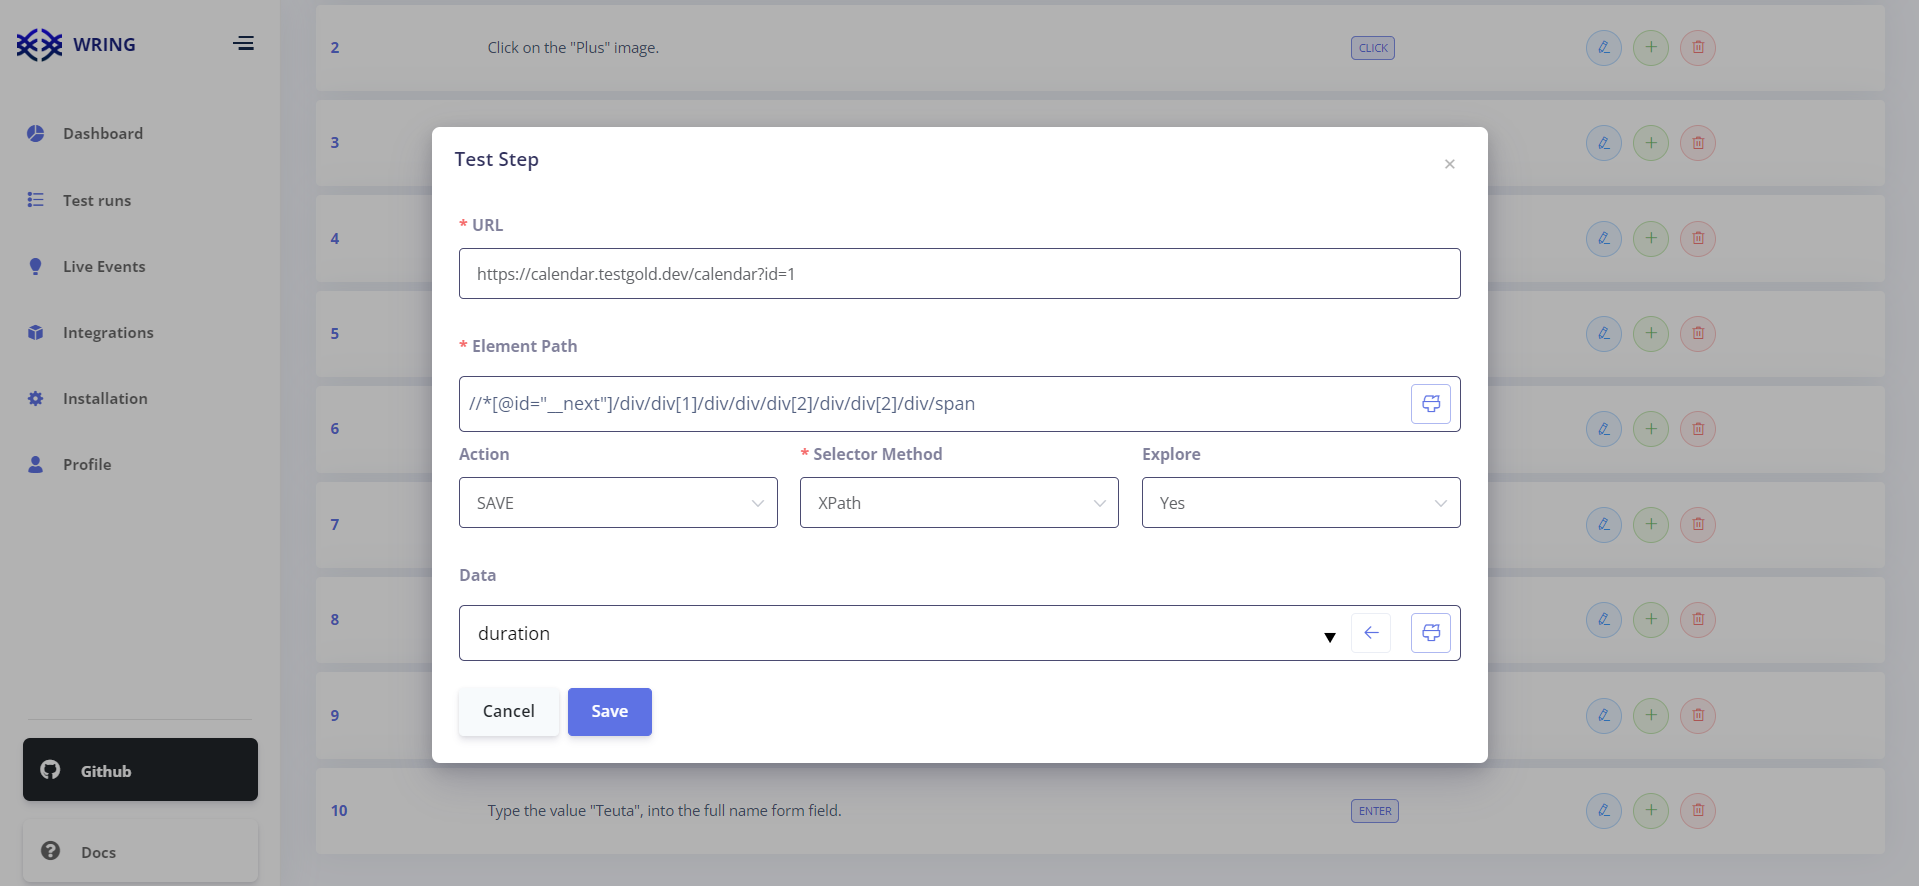 WRING
Dashboard
Test runs
Live Events
Integrations
Installation
Profile
Github
Docs
2 Click on the "Plus" image. CLICK
3
4
5
6
7
8
9
10 Type the value "Teuta", into the full name form field. ENTER
Test Step
* URL
https://calendar.testgold.dev/calendar?id=1
* Element Path
//*[@id="__next"]/div/div[1]/div/div/div[2]/div/div[2]/div/span
Action * Selector Method Explore
SAVE XPath Yes
Data
duration
Cancel Save